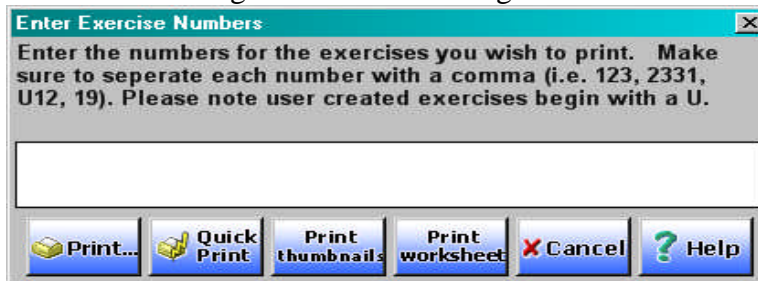 Enter Exercise Numbers
Enter the numbers for the exercises you wish to print. Make
sure to seperate each number with a comma (i.e. 123, 2331,
U12, 19). Please note user created exercises begin with a U.
Print...
Quick
Print
Print
thumbnails
Print
worksheet
Cancel
Help